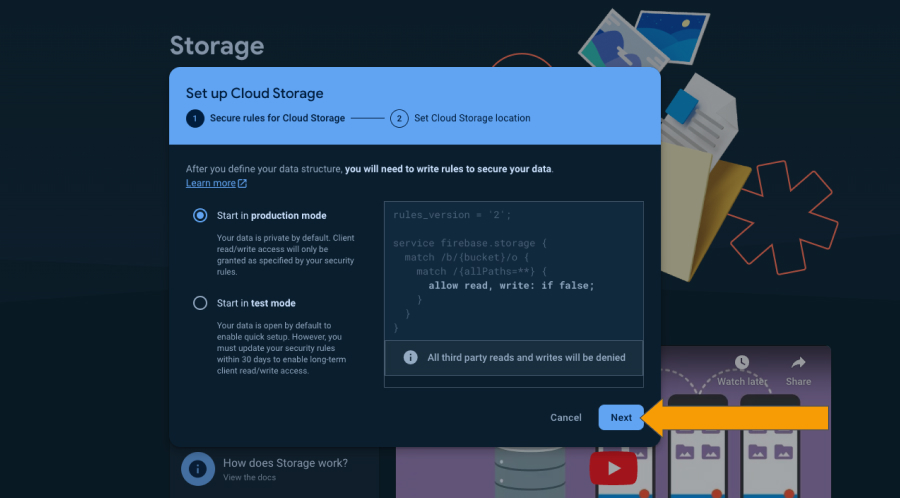 Storage
Set up Cloud Storage
1 Secure rules for Cloud Storage
2 Set Cloud Storage location
After you define your data structure, you will need to write rules to secure your data.
Learn more
Start in production mode
Your data is private by default. Client
read/write access will only be
granted as specified by your security
rules.
Start in test mode
Your data is open by default to
enable quick setup. However, you
must update your security rules
within 30 days to enable long-term
client read/write access.
rules_version = '2';
service firebase.storage {
match /b/{bucket}/o {
match /{allPaths=**} {
allow read, write: if false;
}
}
}
All third party reads and writes will be denied
Cancel
Next
Watch later
Share
How does Storage work?
View the docs